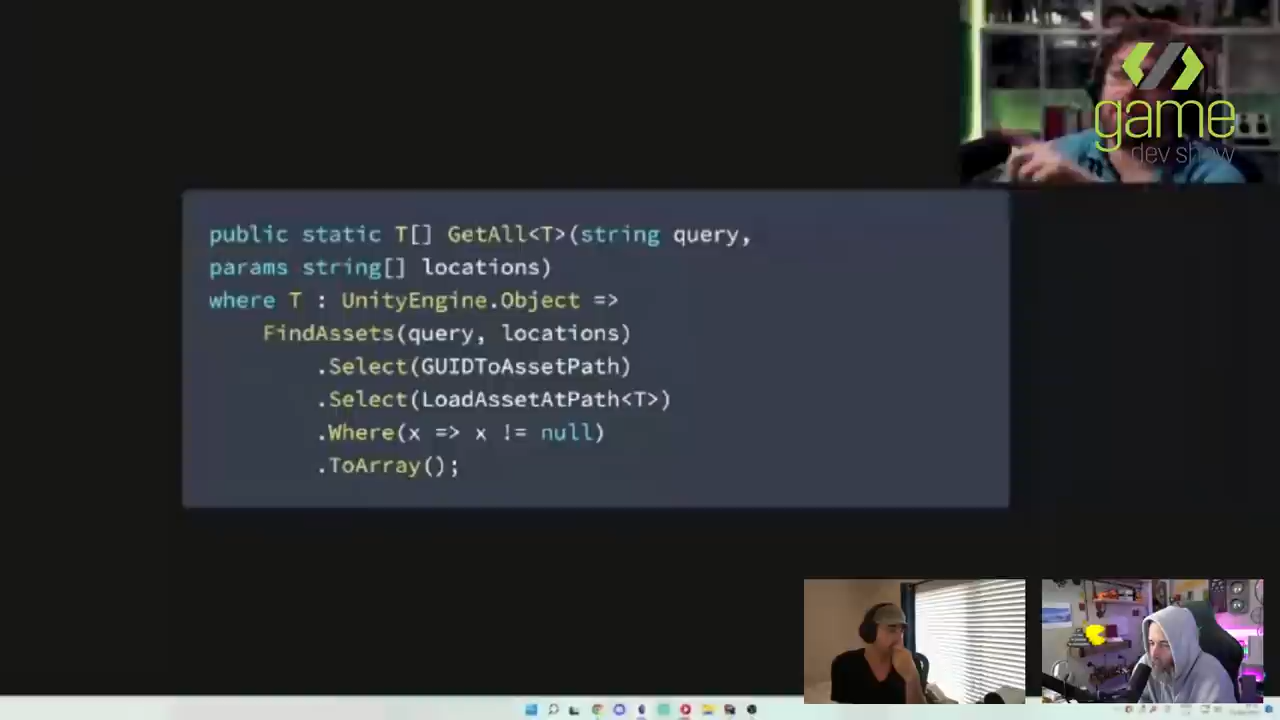 game
dev show
public static T[] GetAll<T>(string query,
params string[] locations)
where T : UnityEngine.Object =>
FindAssets(query, locations)
.Select(GUIDToAssetPath)
.Select(LoadAssetAtPath<T>)
.Where(x => x != null)
.ToArray();